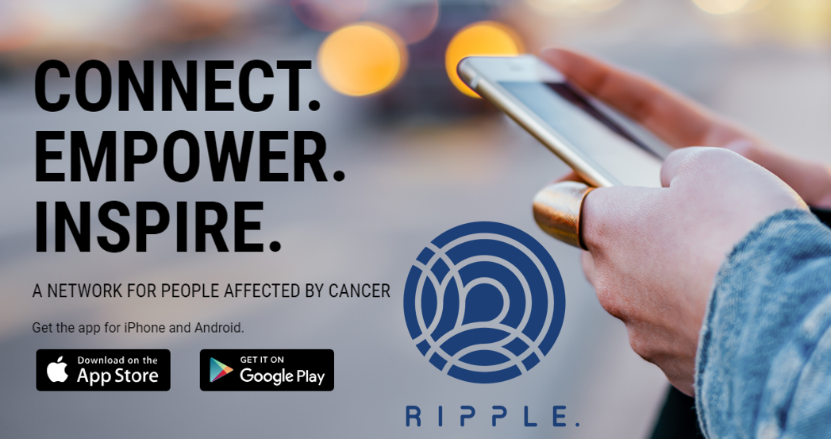 CONNECT.
EMPOWER.
INSPIRE.
A NETWORK FOR PEOPLE AFFECTED BY CANCER
Get the app for iPhone and Android.
Download on the
App Store
GET IT ON
Google Play
RIPPLE.